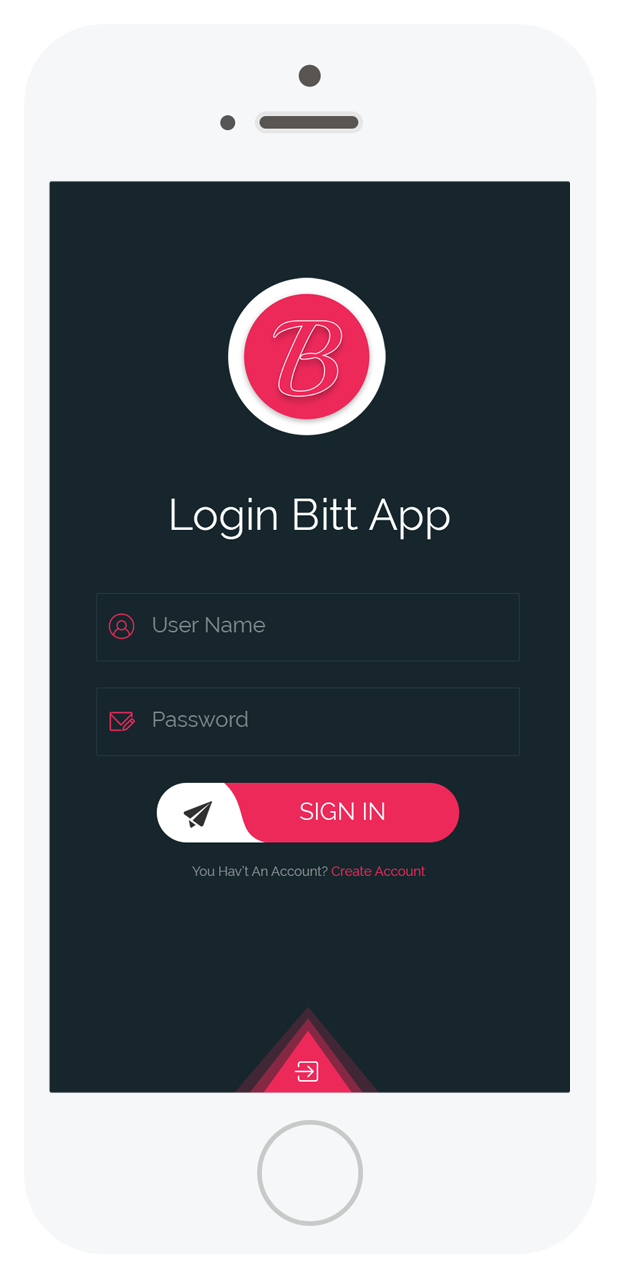 B
Login Bitt App
User Name
Password
SIGN IN
You Hav't An Account? Create Account